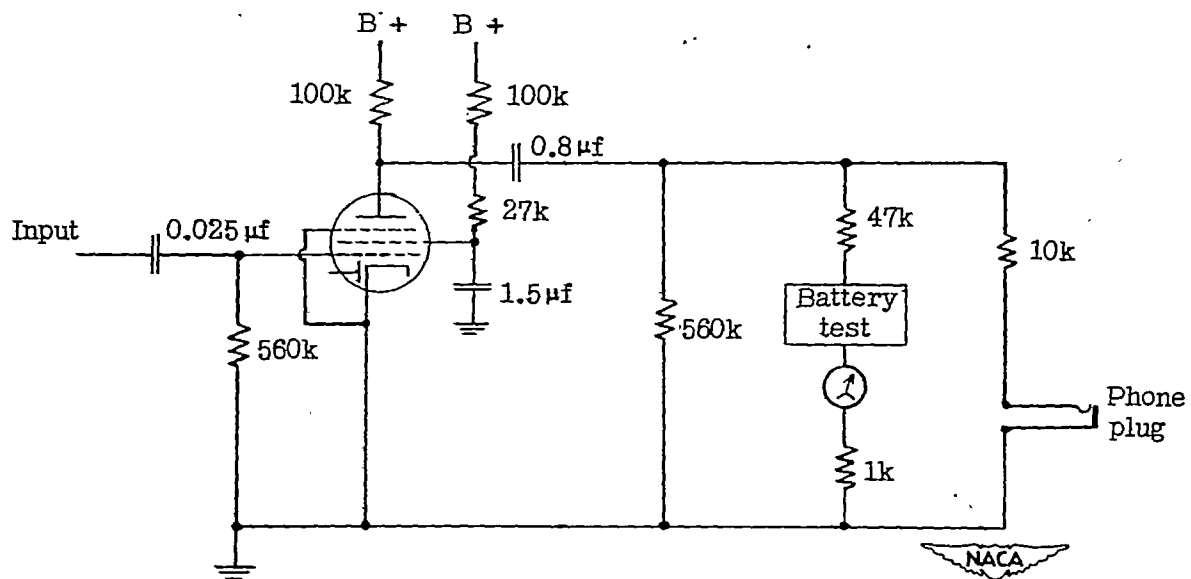 B +
B +
100k
100k
0.8 μf
27k
Input
0.025 μf
47k
10k
1.5 μf
Battery
test
560k
560k
Phone
plug
1k
NACA